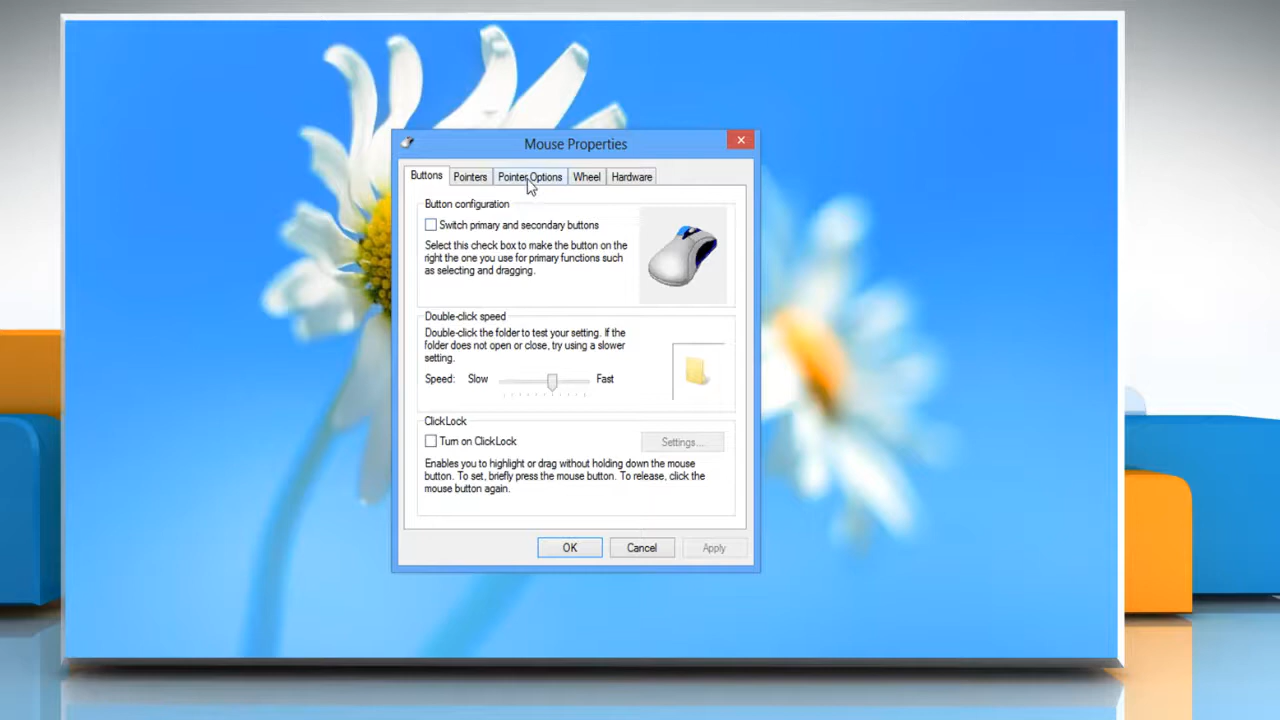 Mouse Properties
Buttons Pointers Pointer Options Wheel Hardware
Button configuration
Switch primary and secondary buttons
Select this check box to make the button on the
right the one you use for primary functions such
as selecting and dragging.
Double-click speed
Double-click the folder to test your setting. If the
folder does not open or close, try using a slower
setting.
Speed: Slow Fast
ClickLock
Turn on ClickLock Settings...
Enables you to highlight or drag without holding down the mouse
button. To set, briefly press the mouse button. To release, click the
mouse button again.
OK Cancel Apply